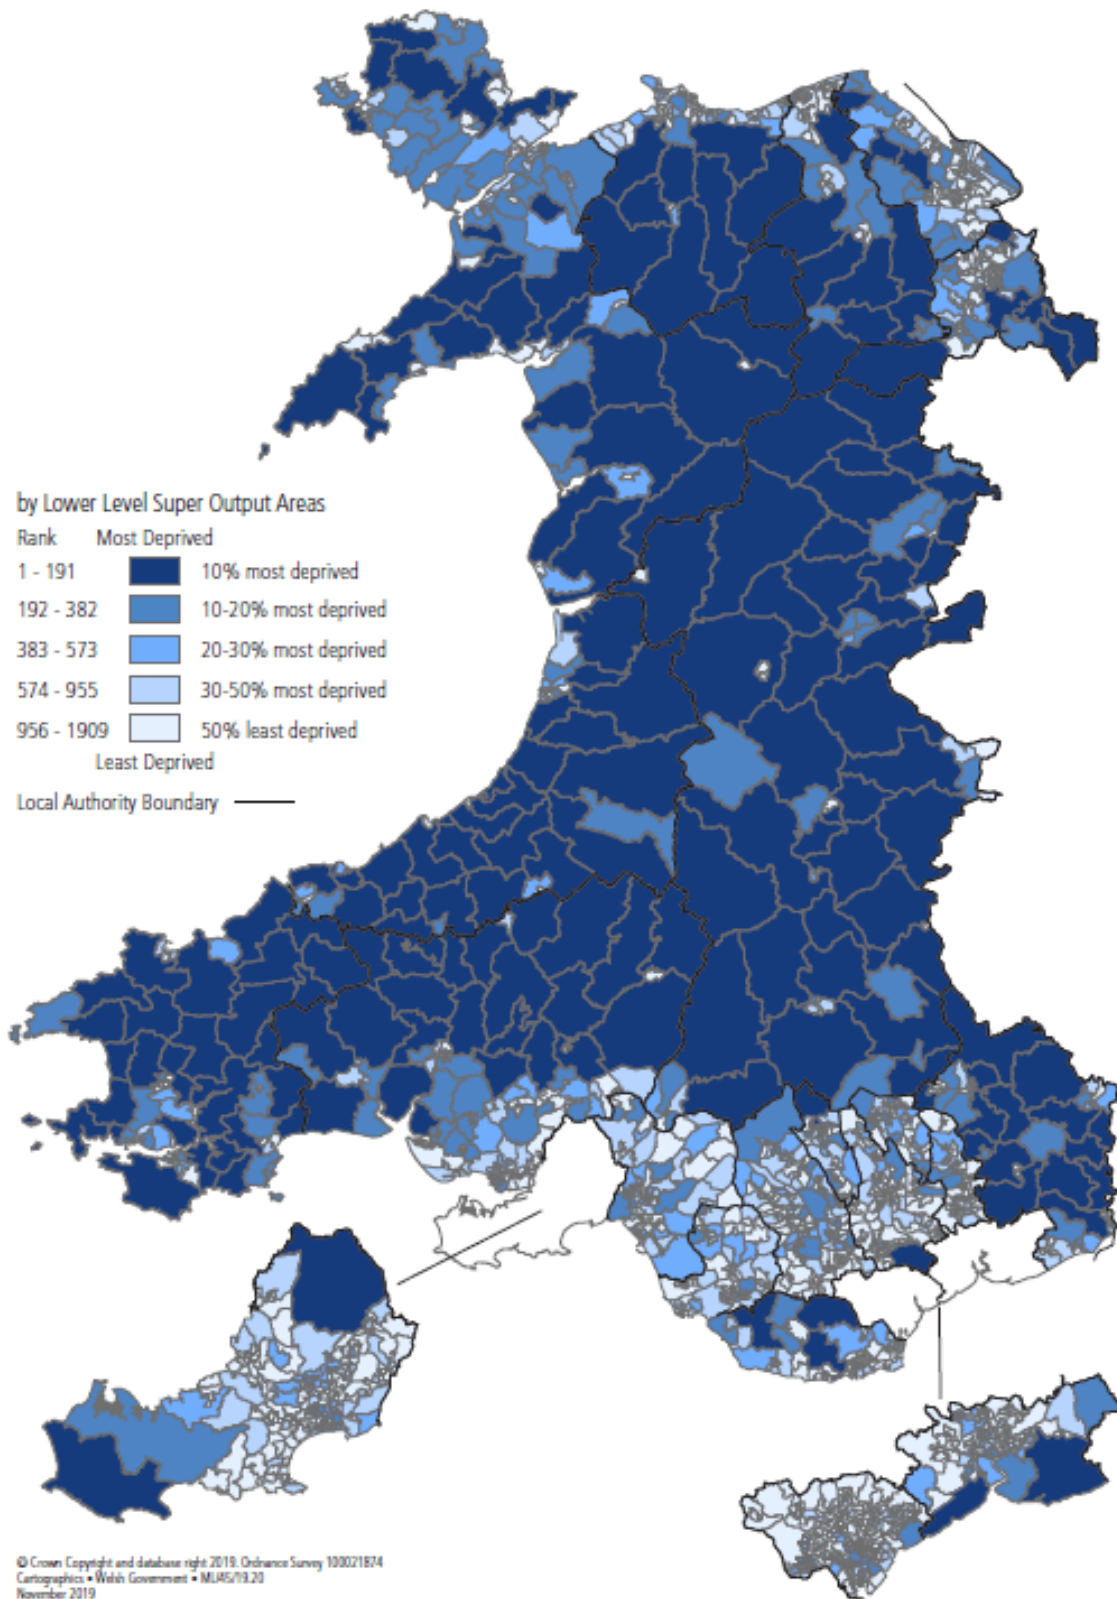 by Lower Level Super Output Areas
Rank Most Deprived
1 - 191 10% most deprived
192 - 382 10-20% most deprived
383 - 573 20-30% most deprived
574 - 955 30-50% most deprived
956 - 1909 50% least deprived
Least Deprived
Local Authority Boundary
© Crown Copyright and database right 2019. Ordnance Survey 100021874
Cartographics • Welsh Government • ML/45/19.20
November 2019